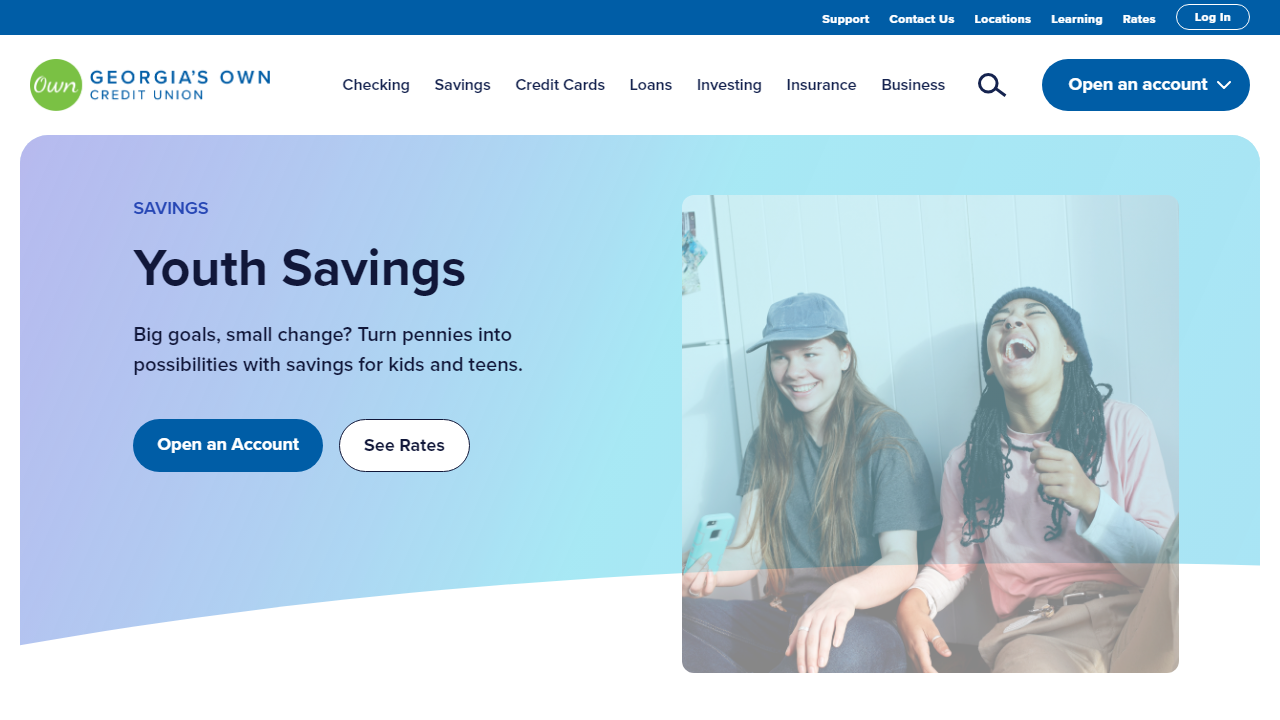 Support Contact Us Locations Learning Rates Log In
Own GEORGIA'S OWN
CREDIT UNION
Checking Savings Credit Cards Loans Investing Insurance Business Open an account
SAVINGS
Youth Savings
Big goals, small change? Turn pennies into
possibilities with savings for kids and teens.
Open an Account See Rates